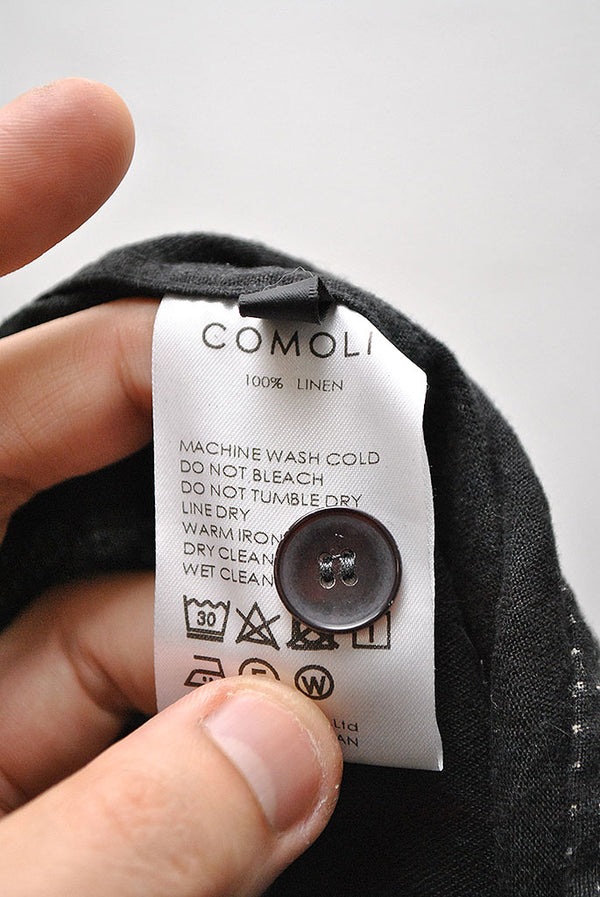 COMOLI
100% LINEN
MACHINE WASH COLD
DO NOT BLEACH
DO NOT TUMBLE DRY
LINE DRY
WARM IRON
DRY CLEAN
WET CLEAN
30
W
Ltd